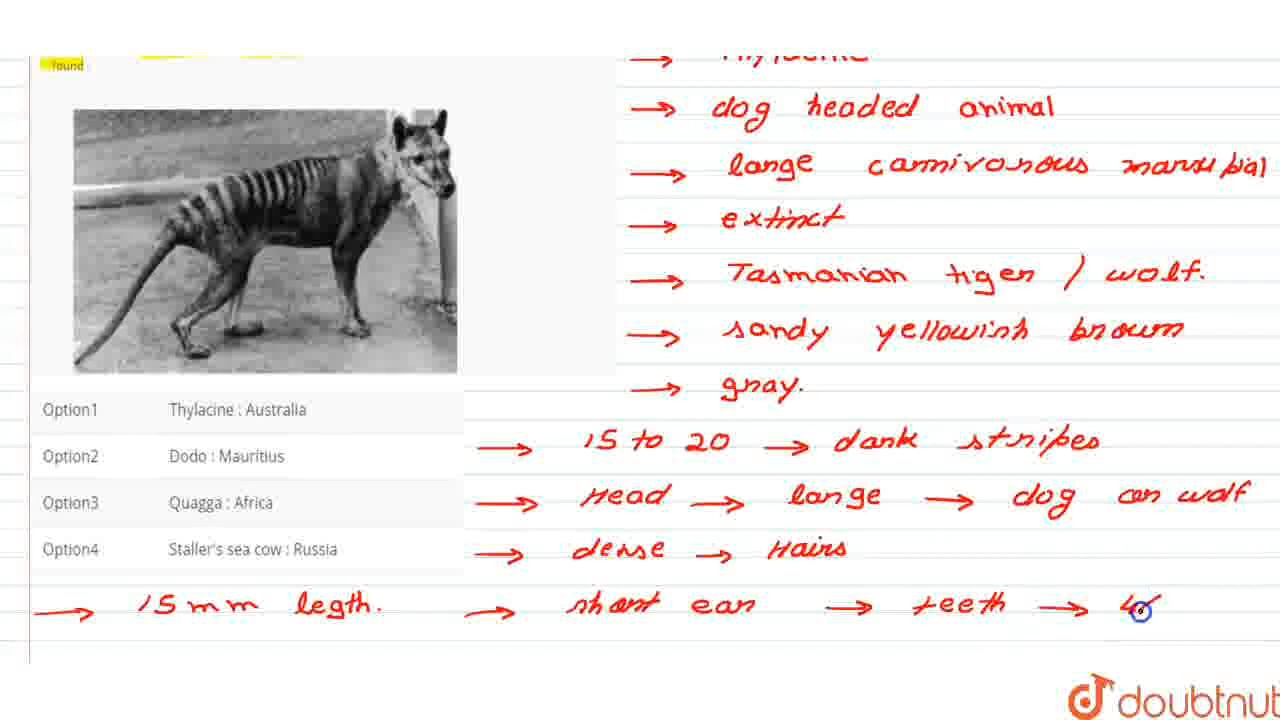 found
→ Thylacine
→ dog headed animal
→ large carnivorous marsupial
→ extinct
→ Tasmanian tiger / wolf.
→ sandy yellowish brown
→ gray.
Option1 Thylacine : Australia
→ 15 to 20 → dark stripes
Option2 Dodo : Mauritius
→ Head → large → dog or wolf
Option3 Quagga : Africa
→ dense → Hairs
Option4 Staller's sea cow : Russia
→ 15 mm legth. → short ear → teeth →
doubtnut